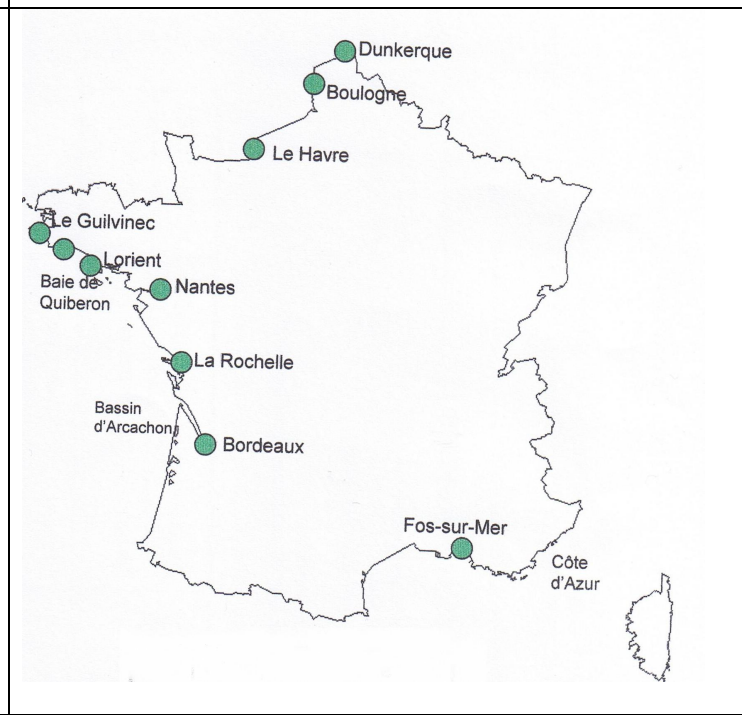 Dunkerque
Boulogne
Le Havre
Le Guilvinec
Lorient
Baie de
Quiberon
Nantes
La Rochelle
Bassin
d'Arcachon
Bordeaux
Fos-sur-Mer
Côte
d'Azur